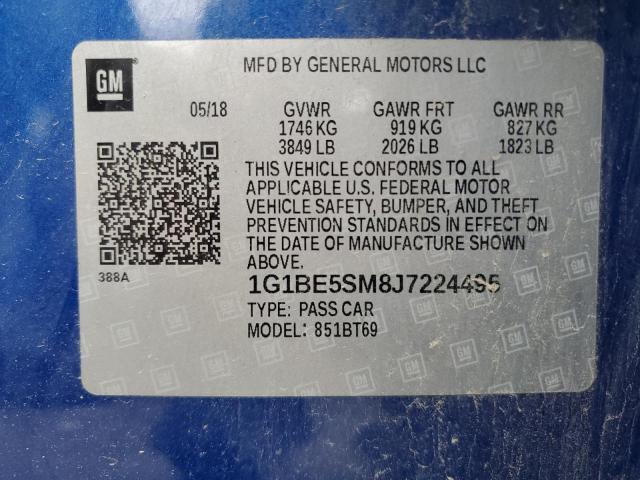 GM
MFD BY GENERAL MOTORS LLC
05/18 GVWR GAWR FRT GAWR RR
1746 KG 919 KG 827 KG
3849 LB 2026 LB 1823 LB
THIS VEHICLE CONFORMS TO ALL
APPLICABLE U.S. FEDERAL MOTOR
VEHICLE SAFETY, BUMPER, AND THEFT
PREVENTION STANDARDS IN EFFECT ON
THE DATE OF MANUFACTURE SHOWN
ABOVE.
388A
1G1BE5SM8J7224495
TYPE: PASS CAR
MODEL: 851BT69